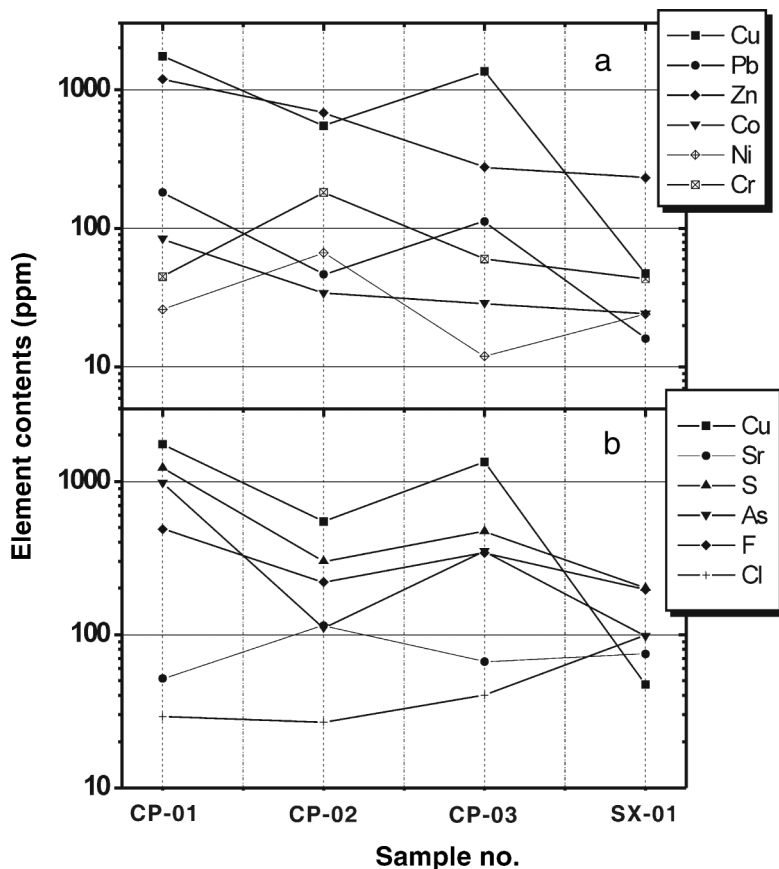 a
Cu
Pb
Zn
Co
Ni
Cr
1000
100
10
b
Cu
Sr
S
As
F
Cl
1000
100
10
Element contents (ppm)
CP-01 CP-02 CP-03 SX-01
Sample no.